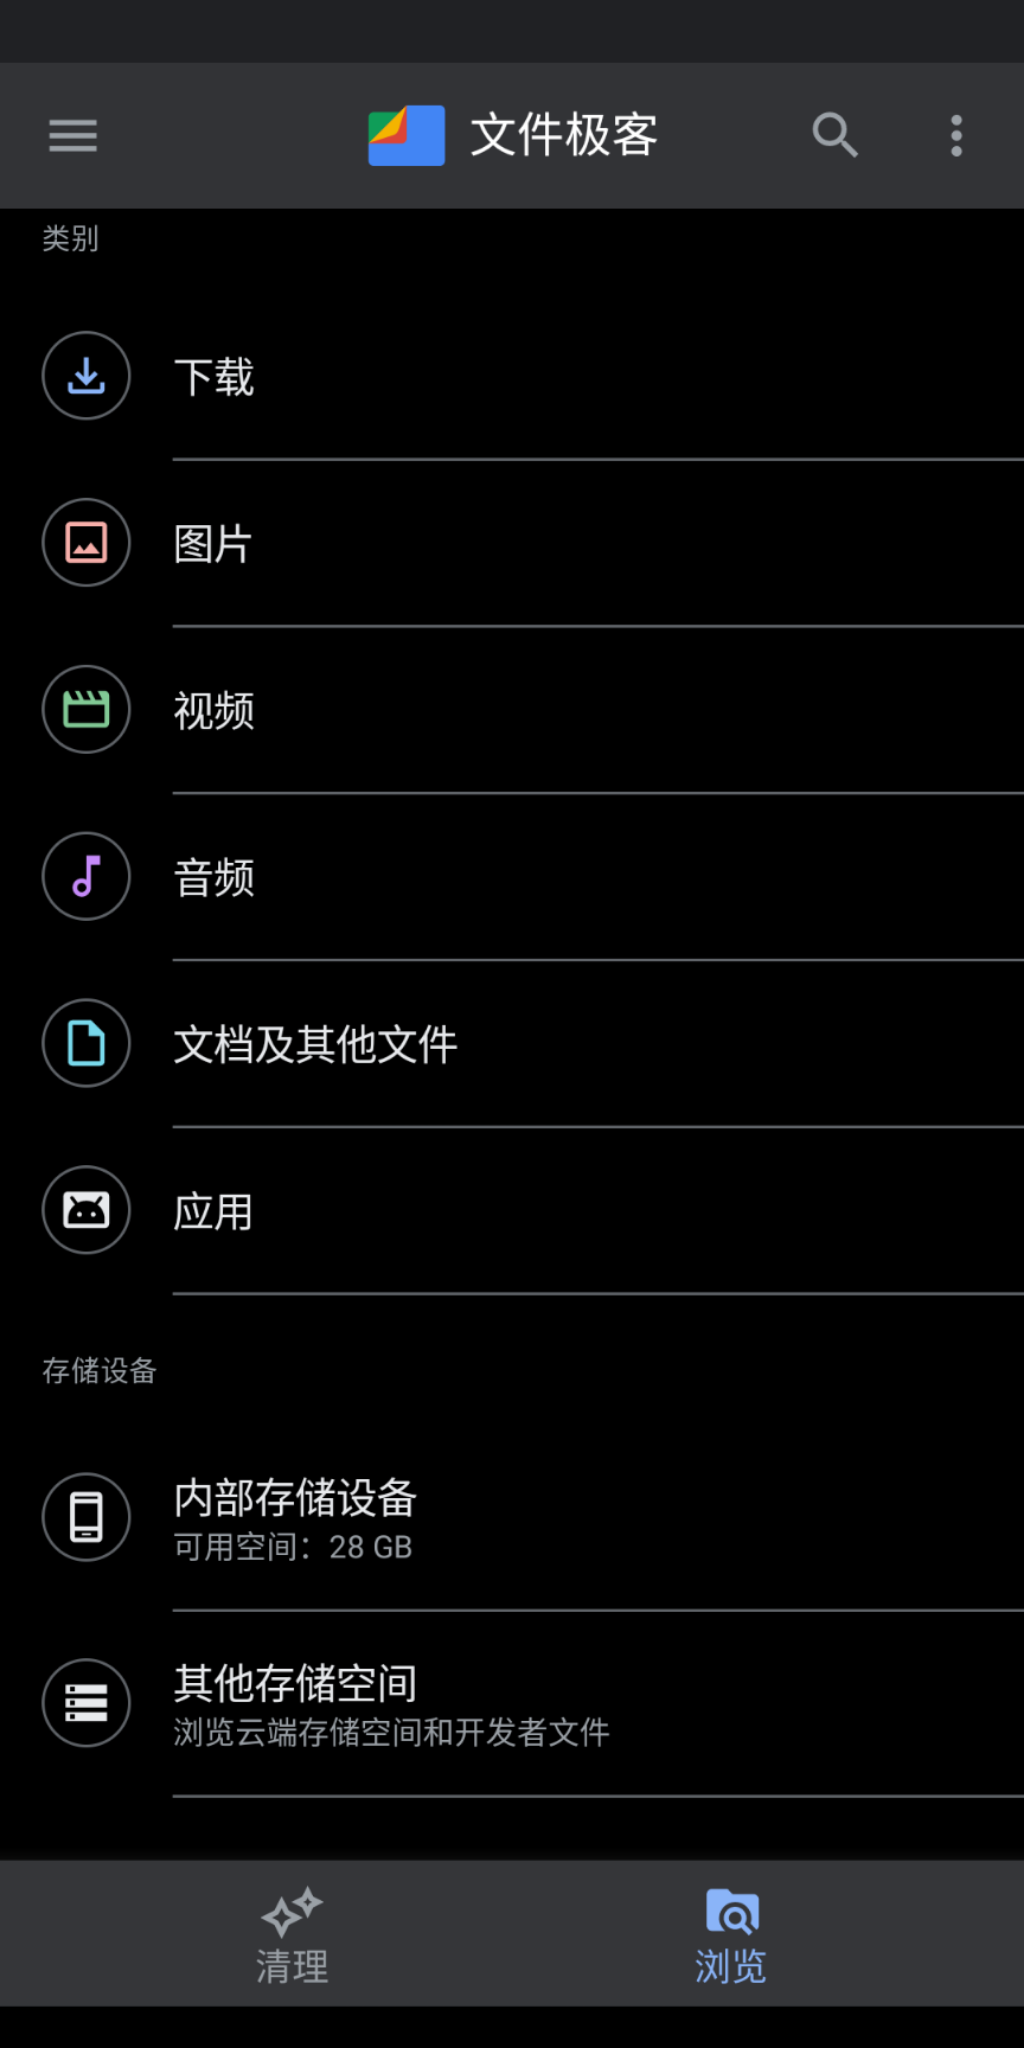 文件极客
类别
下载
图片
视频
音频
文档及其他文件
应用
存储设备
内部存储设备
可用空间：28 GB
其他存储空间
浏览云端存储空间和开发者文件
清理
浏览